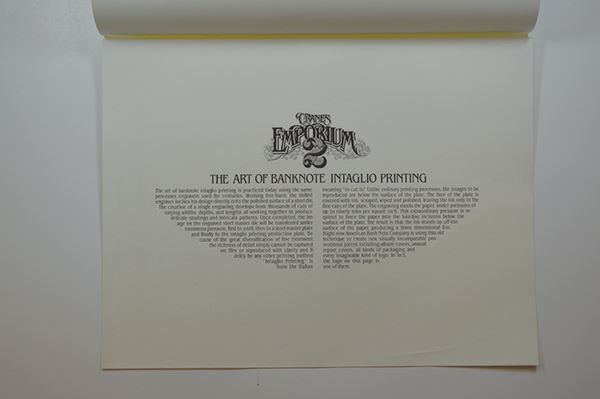 CRANE'S
EMPORIUM
2
THE ART OF BANKNOTE INTAGLIO PRINTING
The art of banknote intaglio printing is practiced today using the same
processes engravers used for centuries. Working free-hand, the skilled
engraver incises his design directly onto the polished surface of a steel die.
The creation of a single engraving develops from thousands of cuts of
varying widths, depths, and lengths all working together to produce
delicate shadings and intricate patterns. Once completed, the im-
age on the engraved steel master die will be transferred under
enormous pressure, first to a roll, then to a steel master plate
and finally to the intaglio printing production plate. Be-
cause of the great diversification of line treatment,
the richness of detail simply cannot be captured
on film or reproduced with clarity and fi-
delity by any other printing method.
"Intaglio Printing" is
from the Italian
meaning "to cut in." Unlike ordinary printing processes, the images to be
reproduced are below the surface of the plate. The face of the plate is
covered with ink, scraped, wiped and polished, leaving the ink only in the
fine cuts of the plate. The engraving meets the paper under pressures of
up to ninety tons per square inch. This extraordinary pressure is re-
quired to force the paper into the hair-line incisions below the
surface of the plate. The result is that the ink stands up off the
surface of the paper, producing a three dimensional line.
Right now American Bank Note Company is using this old
technique to create new, visually incomparable pro-
motional pieces including album covers, annual
report covers, all kinds of packaging and
every imaginable kind of logo. In fact,
the logo on this page is
one of them.